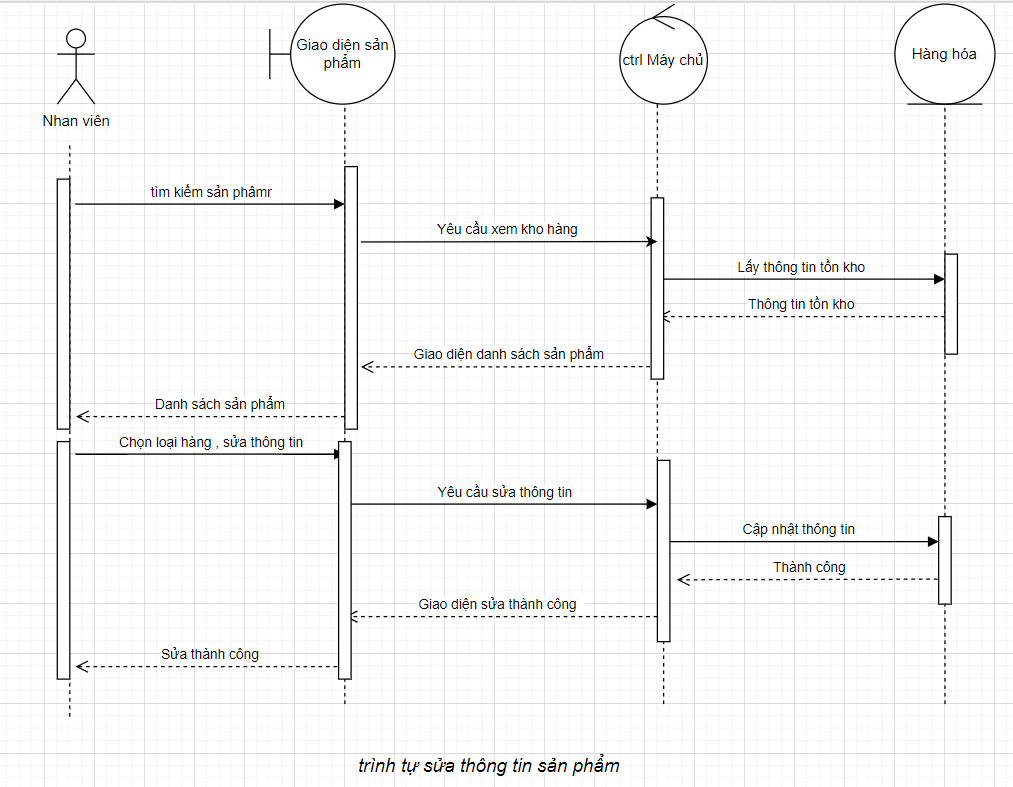 Giao diện sản
phẩm
ctrl Máy chủ
Hàng hóa
Nhan viên
tìm kiếm sản phâmr
Yêu cầu xem kho hàng
Lấy thông tin tồn kho
Thông tin tồn kho
Giao diện danh sách sản phẩm
Danh sách sản phẩm
Chọn loại hàng , sửa thông tin
Yêu cầu sửa thông tin
Cập nhật thông tin
Thành công
Giao diện sửa thành công
Sửa thành công
trình tự sửa thông tin sản phẩm